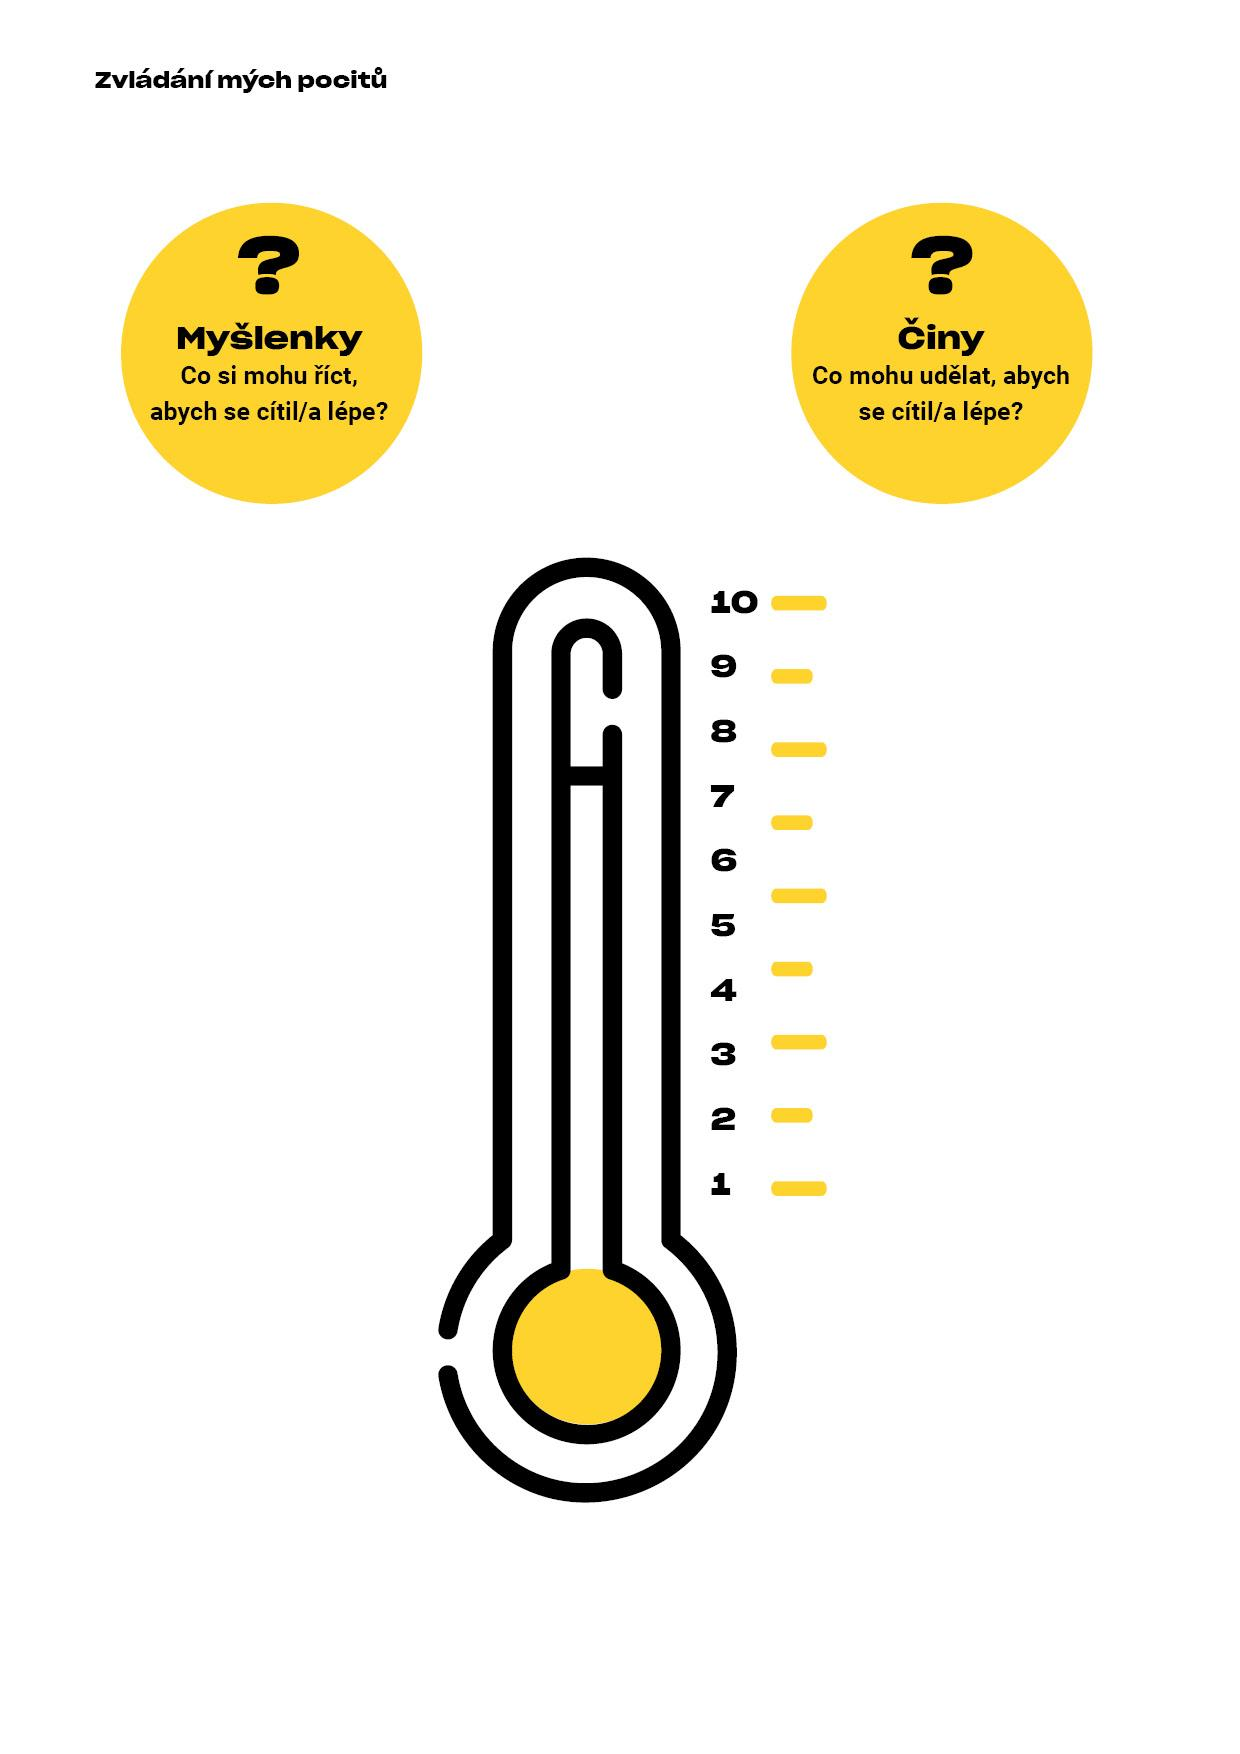 Zvládání mých pocitů
?
Myšlenky
Co si mohu říct,
abych se cítil/a lépe?
?
Činy
Co mohu udělat, abych
se cítil/a lépe?
10
9
8
7
6
5
4
3
2
1